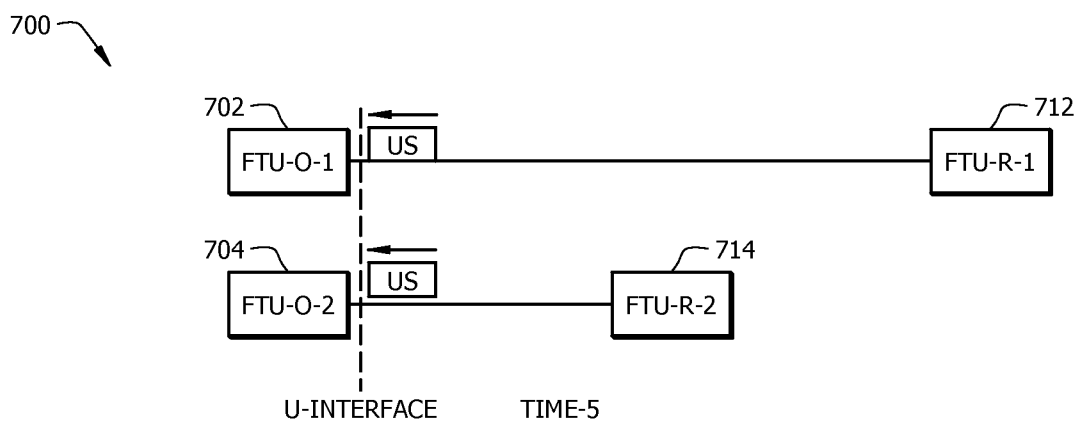 700
702
712
US
FTU-O-1
FTU-R-1
704
714
US
FTU-O-2
FTU-R-2
U-INTERFACE
TIME-5